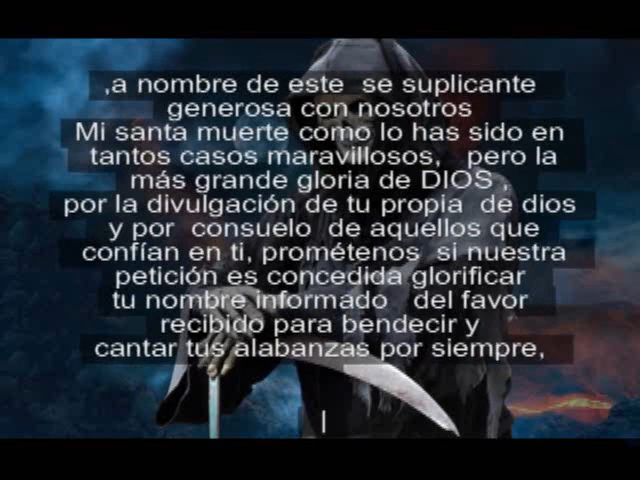 ,a nombre de este se suplicante
generosa con nosotros
Mi santa muerte como lo has sido en
tantos casos maravillosos, pero la
más grande gloria de DIOS ,
por la divulgación de tu propia de dios
y por consuelo de aquellos que
confían en ti, prométenos si nuestra
petición es concedida glorificar
tu nombre informado del favor
recibido para bendecir y
cantar tus alabanzas por siempre,